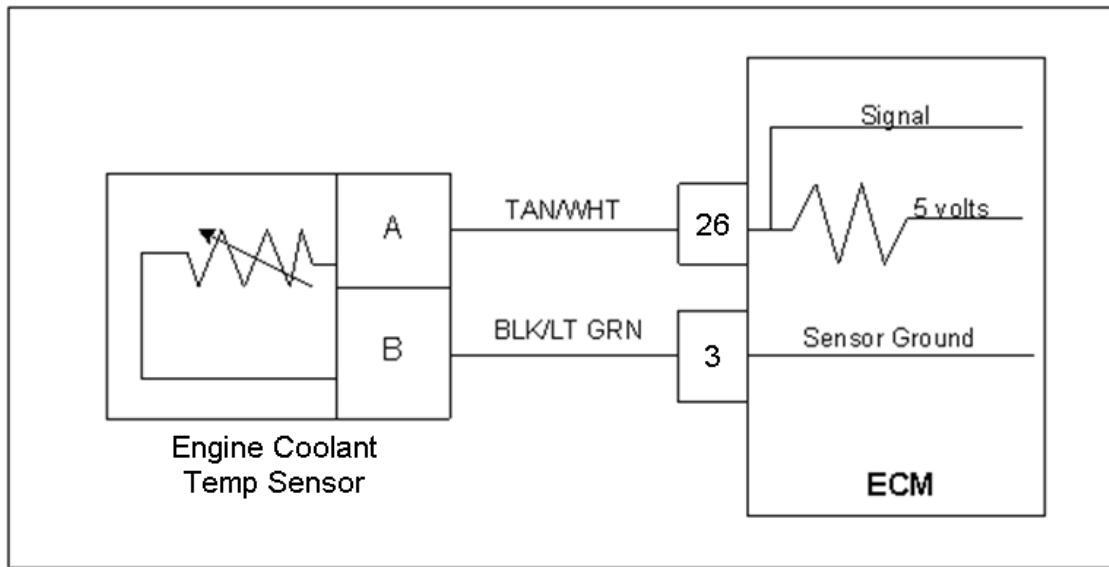 Signal
TAN/WHT
26
5 volts
A
BLK/LT GRN
3
Sensor Ground
B
Engine Coolant
Temp Sensor
ECM